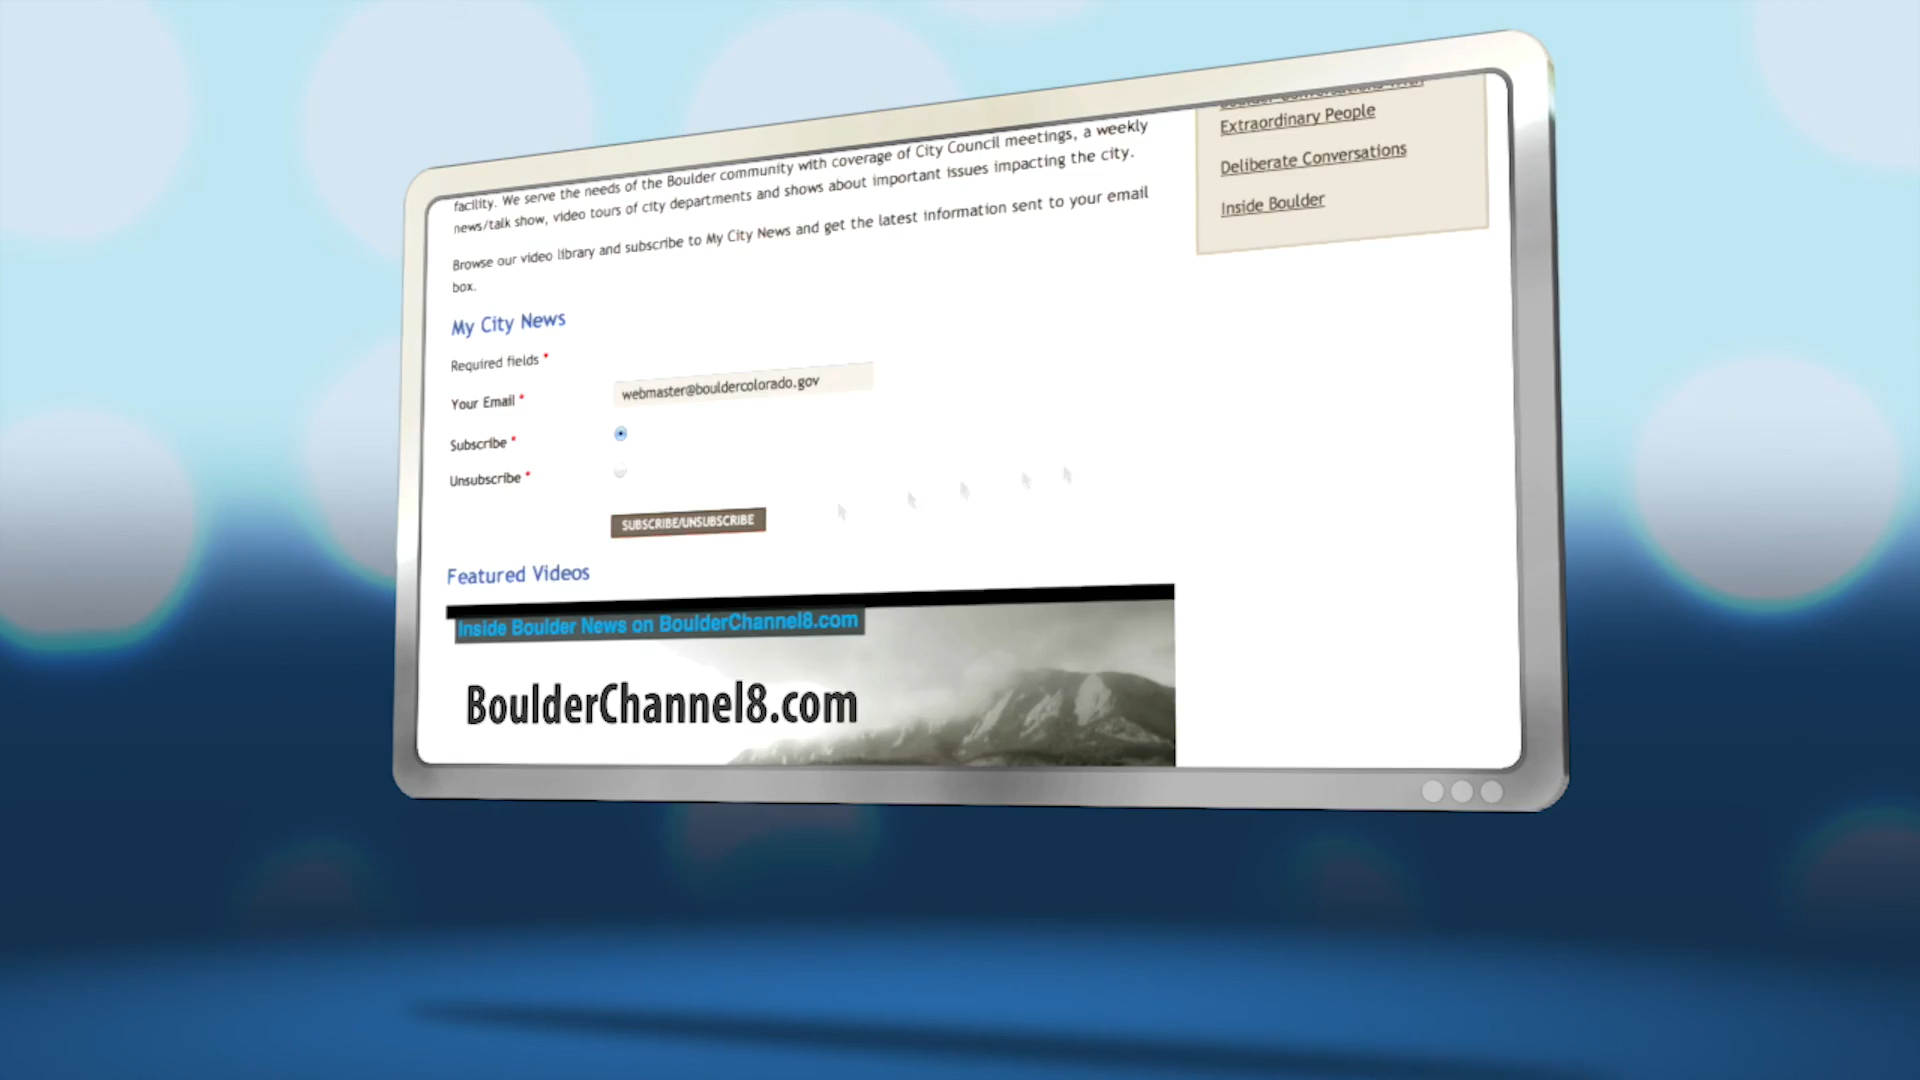 facility. We serve the needs of the Boulder community with coverage of City Council meetings, a weekly
news/talk show, video tours of city departments and shows about important issues impacting the city.
Browse our video library and subscribe to My City News and get the latest information sent to your email
box.
My City News
Required fields *
Your Email *
webmaster@bouldercolorado.gov
Subscribe *
Unsubscribe *
SUBSCRIBE/UNSUBSCRIBE
Featured Videos
Inside Boulder News on BoulderChannel8.com
BoulderChannel8.com
Extraordinary People
Deliberate Conversations
Inside Boulder